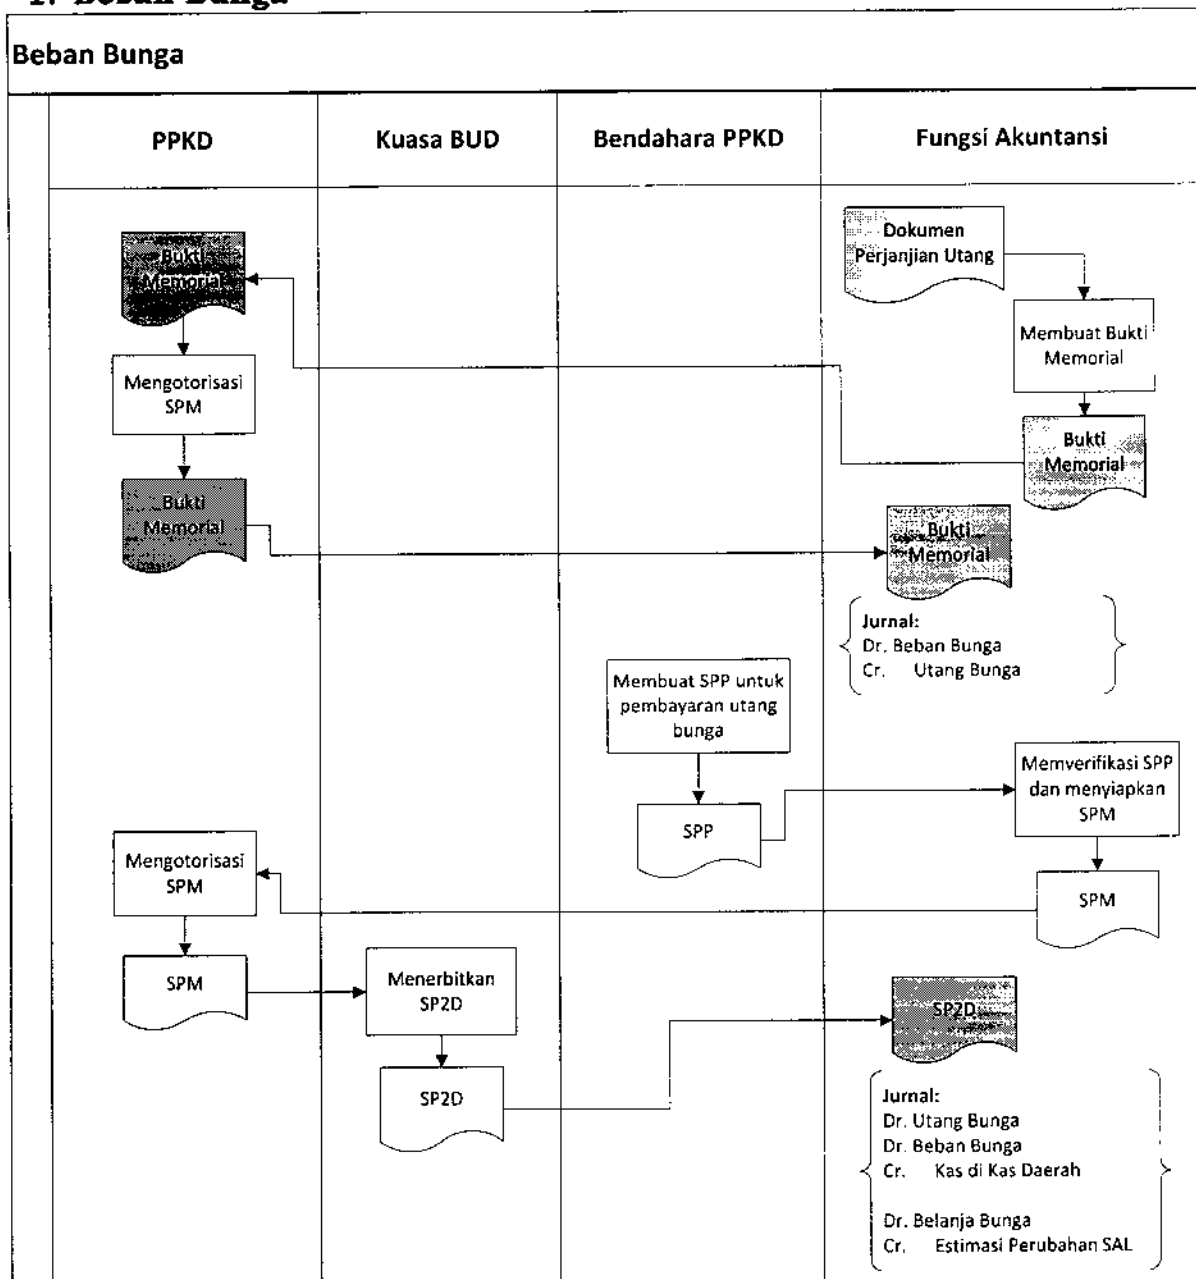 1. Beban Bunga
Beban Bunga
PPKD
Kuasa BUD
Bendahara PPKD
Fungsi Akuntansi
Dokumen
Perjanjian Utang
Membuat Bukti
Memorial
Bukti
Memorial
Bukti
Memorial
Mengotorisasi
SPM
Bukti
Memorial
Bukti
Memorial
Jurnal:
Dr. Beban Bunga
Cr. Utang Bunga
Membuat SPP untuk
pembayaran utang
bunga
SPP
Memverifikasi SPP
dan menyiapkan
SPM
SPM
Mengotorisasi
SPM
SPM
Menerbitkan
SP2D
SP2D
SP2D
Jurnal:
Dr. Utang Bunga
Dr. Beban Bunga
Cr. Kas di Kas Daerah
Dr. Belanja Bunga
Cr. Estimasi Perubahan SAL